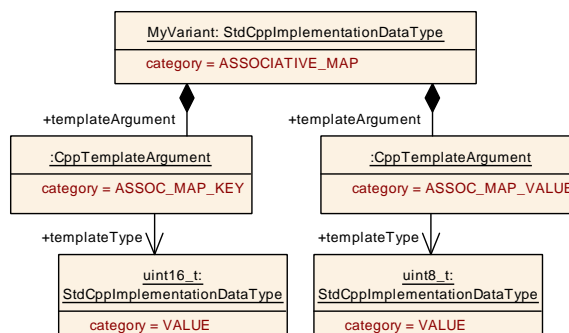 MyVariant: StdCppImplementationDataType
category = ASSOCIATIVE_MAP
+templateArgument
+templateArgument
:CppTemplateArgument
category = ASSOC_MAP_KEY
:CppTemplateArgument
category = ASSOC_MAP_VALUE
+templateType
+templateType
uint16_t:
StdCppImplementationDataType
category = VALUE
uint8_t:
StdCppImplementationDataType
category = VALUE